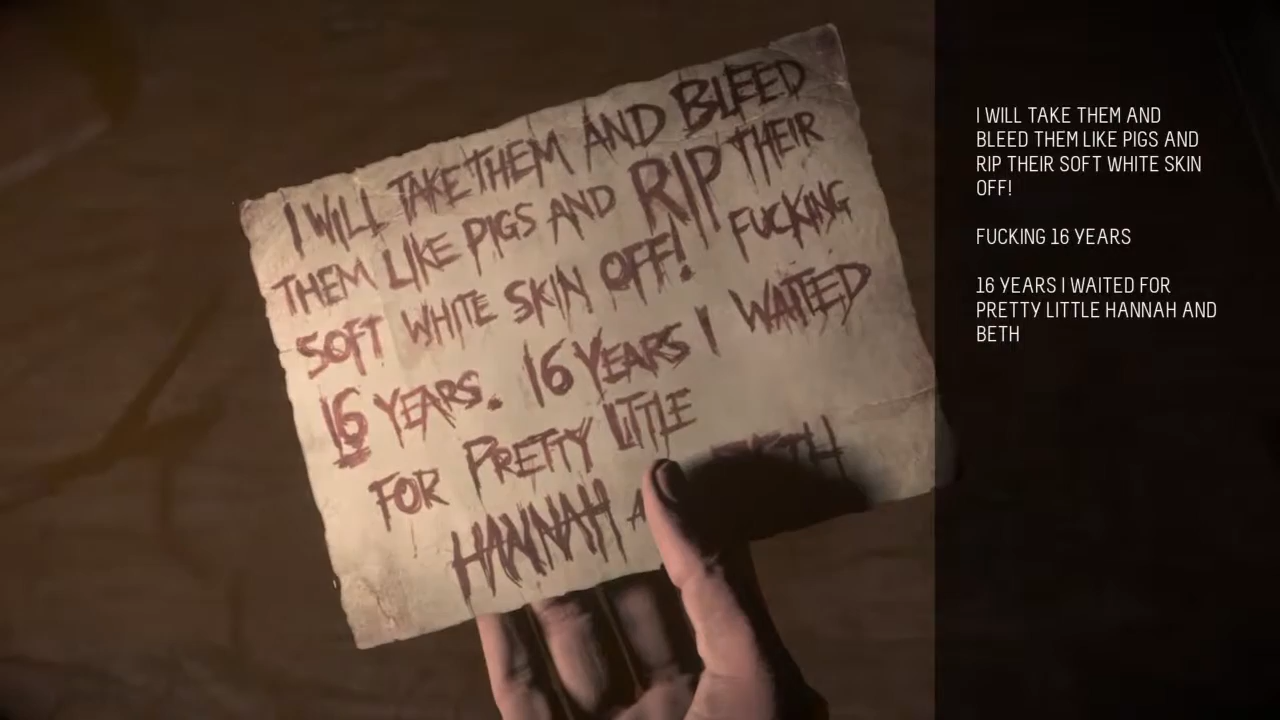 I WILL TAKE THEM AND BLEED
THEM LIKE PIGS AND RIP THEIR
SOFT WHITE SKIN OFF! FUCKING
16 YEARS. 16 YEARS I WAITED
FOR PRETTY LITTLE
HANNAH A BETH
I WILL TAKE THEM AND
BLEED THEM LIKE PIGS AND
RIP THEIR SOFT WHITE SKIN
OFF!
FUCKING 16 YEARS
16 YEARS I WAITED FOR
PRETTY LITTLE HANNAH AND
BETH